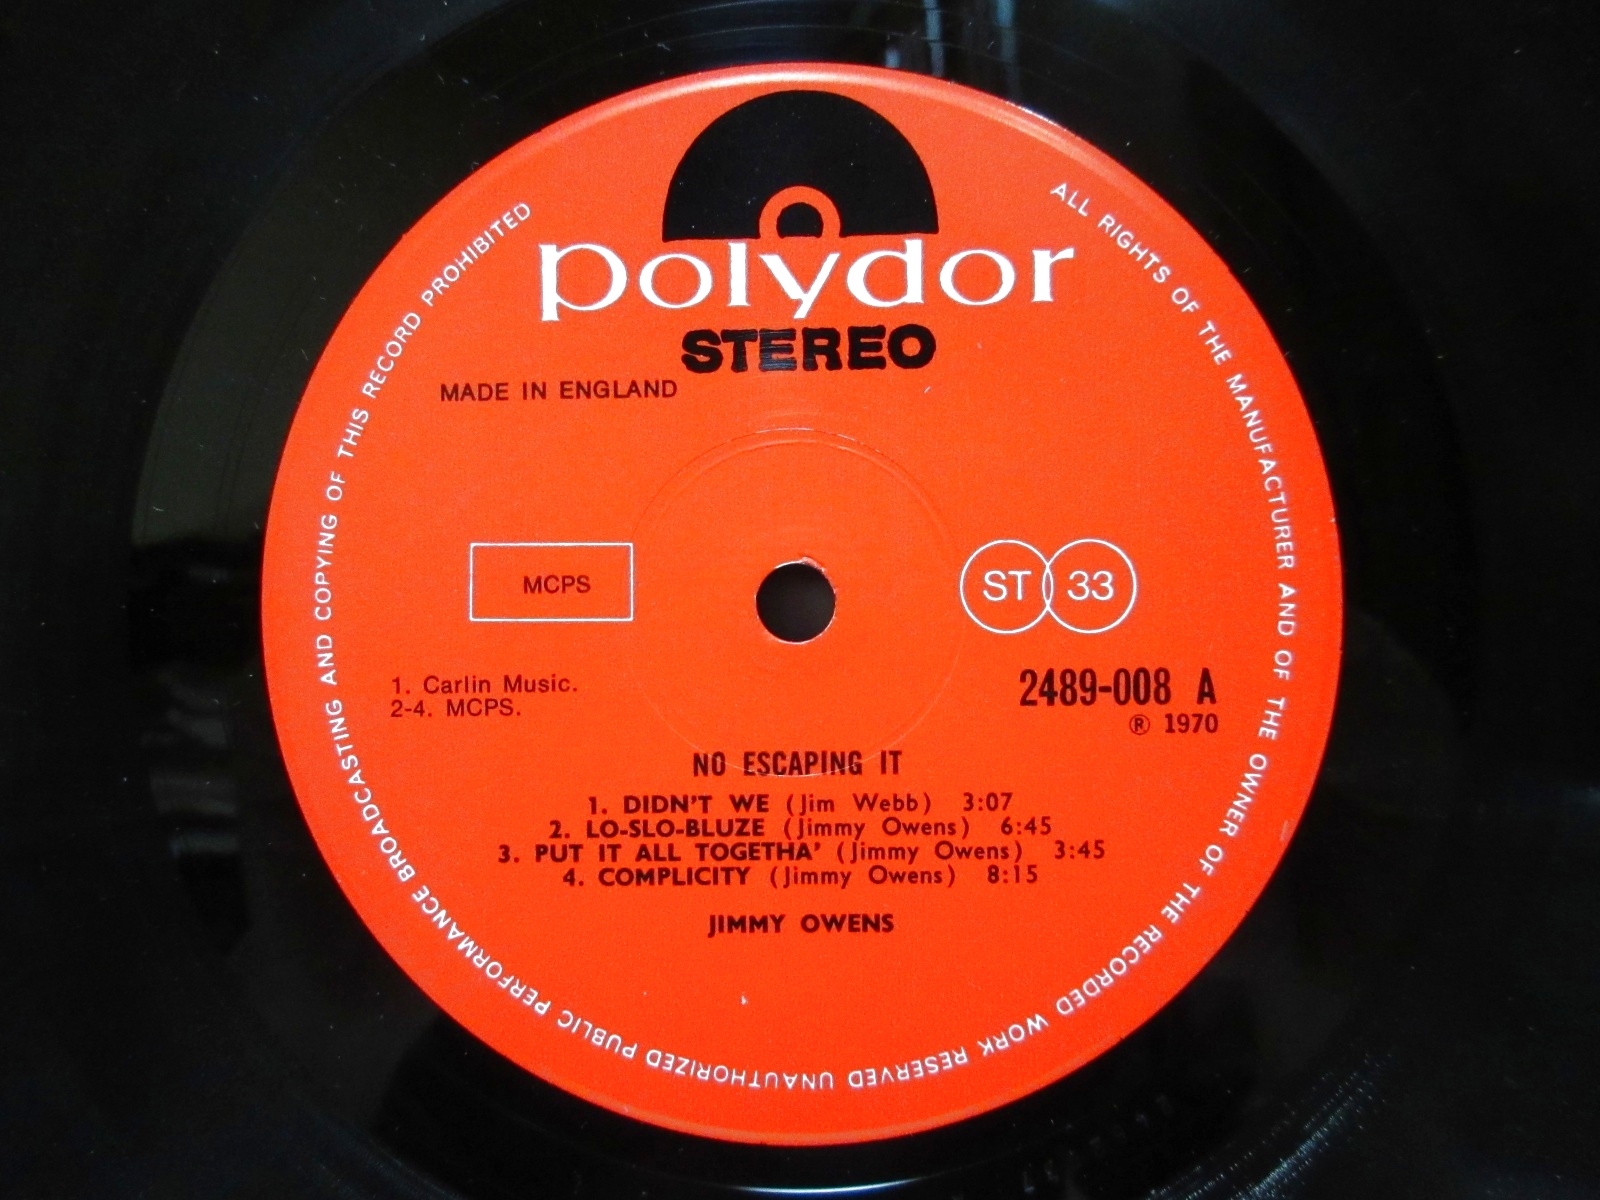 polydor
STEREO
MADE IN ENGLAND
MCPS
ST 33
1. Carlin Music.
2-4. MCPS.
2489-008 A
Ⓡ 1970
NO ESCAPING IT
1. DIDN'T WE (Jim Webb) 3:07
2. LO-SLO-BLUZE (Jimmy Owens) 6:45
3. PUT IT ALL TOGETHA' (Jimmy Owens) 3:45
4. COMPLICITY (Jimmy Owens) 8:15
JIMMY OWENS
ALL RIGHTS OF THE MANUFACTURER AND OF THE OWNER OF THE RECORDED WORK RESERVED UNAUTHORIZED PUBLIC PERFORMANCE BROADCASTING AND COPYING OF THIS RECORD PROHIBITED